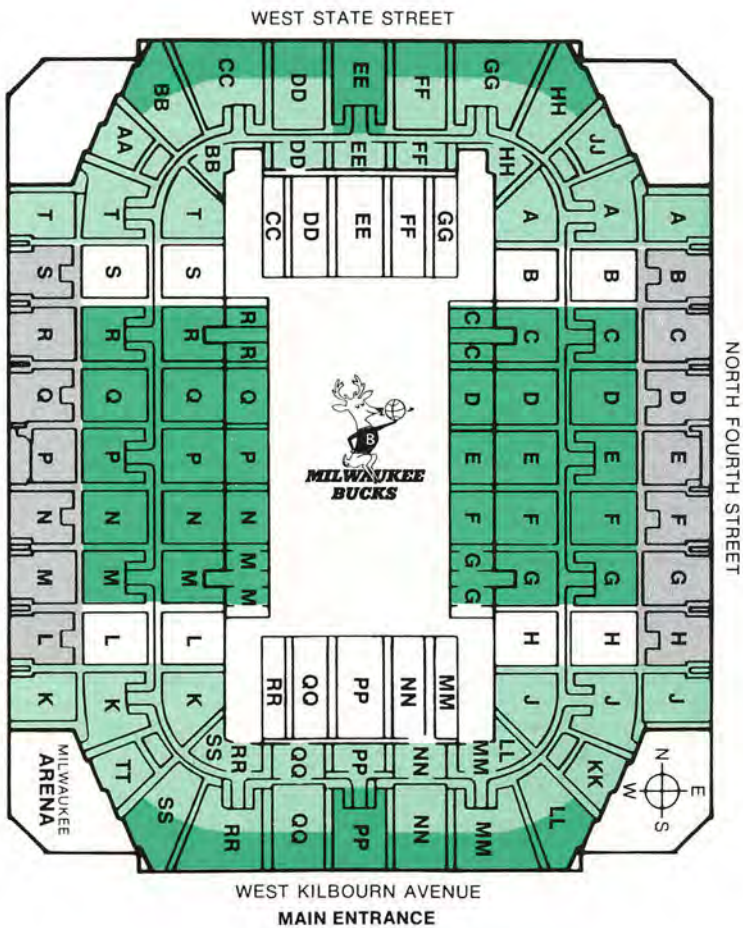 WEST STATE STREET
BB CC DD EE FF GG HH
AA JJ
BB DD EE FF HH
T T T CC DD EE FF GG A A A
S S S B B B
R R R R R C C C C C
Q Q Q Q D D D D
P P P P E E E E
N N N N F F F F
M M M M M G G G G G
L L L H H H
K K K RR QQ PP NN MM J J J
SS RR QQ PP NN MM LL
TT KK
SS RR QQ PP NN MM LL
B
MILWAUKEE
BUCKS
NORTH FOURTH STREET
MILWAUKEE
ARENA
N E
W S
WEST KILBOURN AVENUE
MAIN ENTRANCE